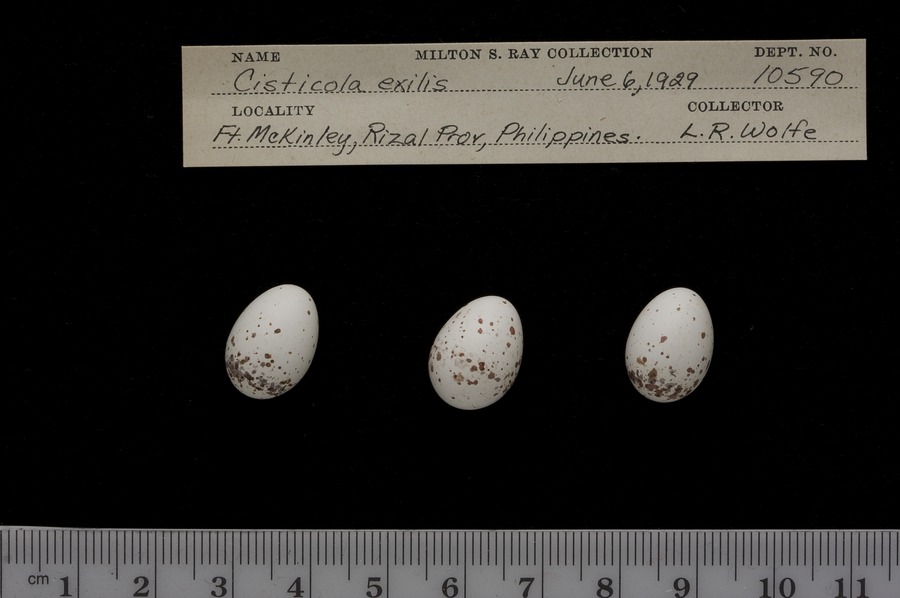 NAME MILTON S. RAY COLLECTION DEPT. NO.
Cisticola exilis June 6, 1929 10590
LOCALITY COLLECTOR
Ft. McKinley, Rizal Prov, Philippines. L.R. Wolfe
cm 1 2 3 4 5 6 7 8 9 10 11